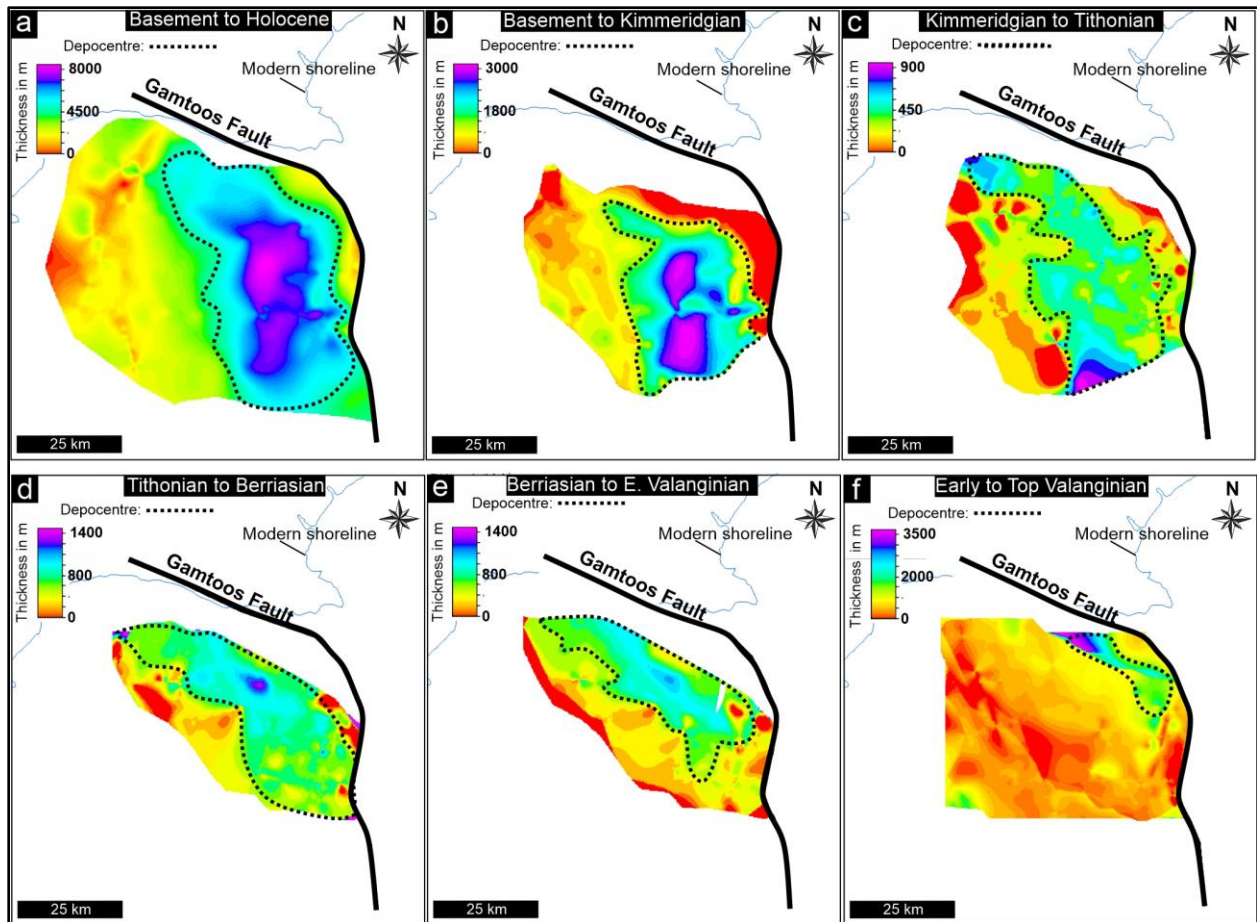 a
Basement to Holocene
N
Depocentre:
Modern shoreline
Thickness in m
8000
4500
0
Gamtoos Fault
25 km
b
Basement to Kimmeridgian
N
Depocentre:
Modern shoreline
Thickness in m
3000
1800
0
Gamtoos Fault
25 km
c
Kimmeridgian to Tithonian
N
Depocentre:
Modern shoreline
Thickness in m
900
450
0
Gamtoos Fault
25 km
d
Tithonian to Berriasian
N
Depocentre:
Modern shoreline
Thickness in m
1400
800
0
Gamtoos Fault
25 km
e
Berriasian to E. Valanginian
N
Depocentre:
Modern shoreline
Thickness in m
1400
800
0
Gamtoos Fault
25 km
f
Early to Top Valanginian
N
Depocentre:
Modern shoreline
Thickness in m
3500
2000
0
Gamtoos Fault
25 km